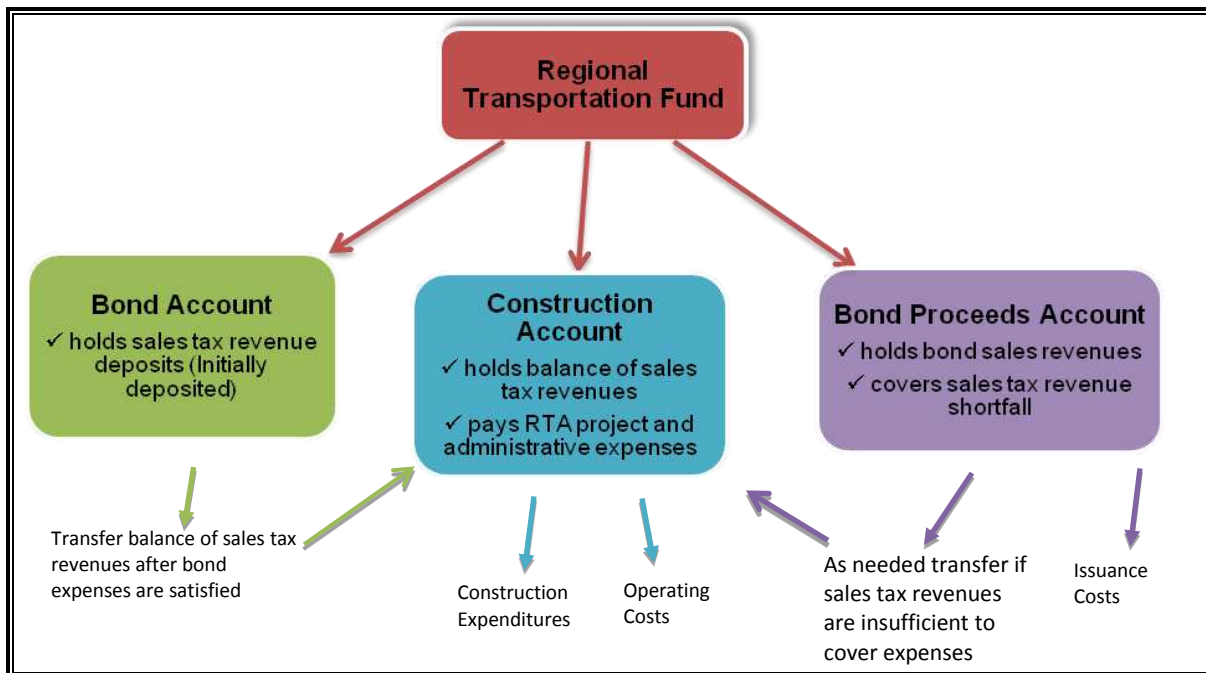 Regional
Transportation Fund
Bond Account
✓ holds sales tax revenue
deposits (Initially
deposited)
Construction
Account
✓ holds balance of sales
tax revenues
✓ pays RTA project and
administrative expenses
Bond Proceeds Account
✓ holds bond sales revenues
✓ covers sales tax revenue
shortfall
Transfer balance of sales tax
revenues after bond
expenses are satisfied
Construction
Expenditures
Operating
Costs
As needed transfer if
sales tax revenues
are insufficient to
cover expenses
Issuance
Costs